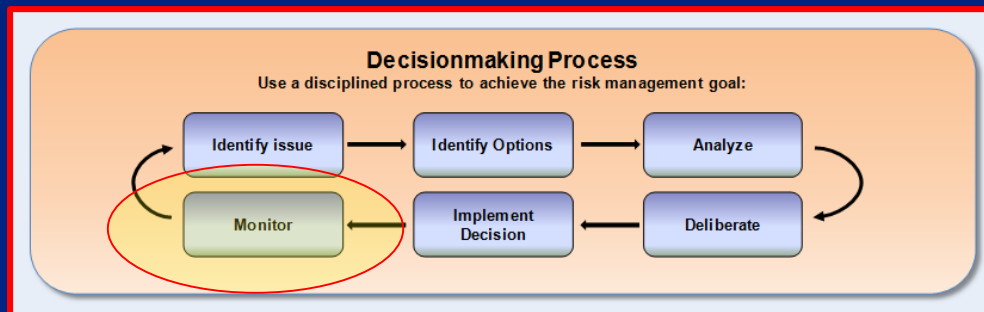 Decisionmaking Process
Use a disciplined process to achieve the risk management goal:
Identify issue
Identify Options
Analyze
Monitor
Implement
Decision
Deliberate